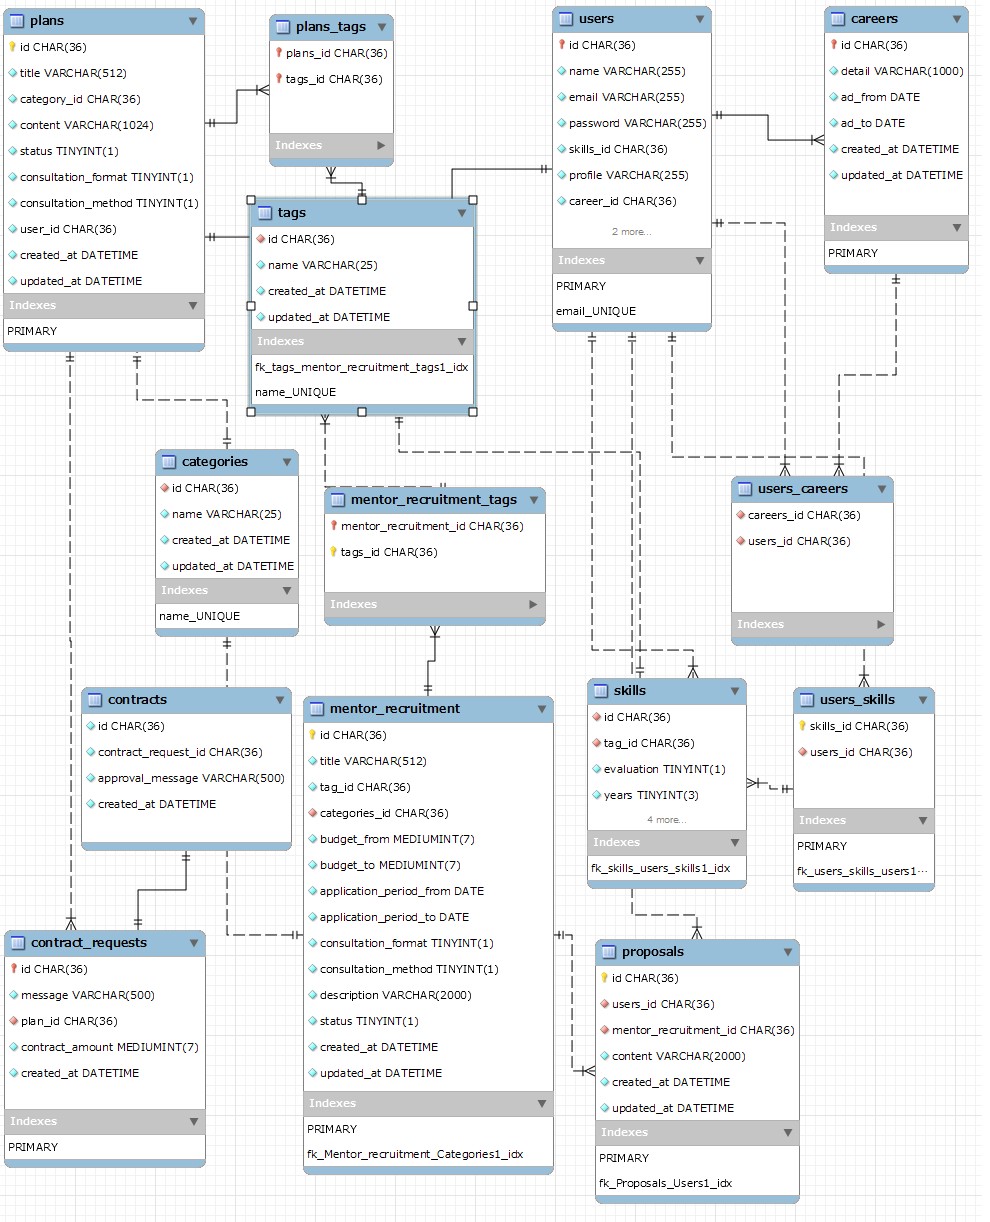 plans
id CHAR(36)
title VARCHAR(512)
category_id CHAR(36)
content VARCHAR(1024)
status TINYINT(1)
consultation_format TINYINT(1)
consultation_method TINYINT(1)
user_id CHAR(36)
created_at DATETIME
updated_at DATETIME
Indexes
PRIMARY
plans_tags
plans_id CHAR(36)
tags_id CHAR(36)
Indexes
users
id CHAR(36)
name VARCHAR(255)
email VARCHAR(255)
password VARCHAR(255)
skills_id CHAR(36)
profile VARCHAR(255)
career_id CHAR(36)
2 more...
Indexes
PRIMARY
email_UNIQUE
careers
id CHAR(36)
detail VARCHAR(1000)
ad_from DATE
ad_to DATE
created_at DATETIME
updated_at DATETIME
Indexes
PRIMARY
tags
id CHAR(36)
name VARCHAR(25)
created_at DATETIME
updated_at DATETIME
Indexes
fk_tags_mentor_recruitment_tags1_idx
name_UNIQUE
categories
id CHAR(36)
name VARCHAR(25)
created_at DATETIME
updated_at DATETIME
Indexes
name_UNIQUE
mentor_recruitment_tags
mentor_recruitment_id CHAR(36)
tags_id CHAR(36)
Indexes
users_careers
careers_id CHAR(36)
users_id CHAR(36)
Indexes
contracts
id CHAR(36)
contract_request_id CHAR(36)
approval_message VARCHAR(500)
created_at DATETIME
mentor_recruitment
id CHAR(36)
title VARCHAR(512)
tag_id CHAR(36)
categories_id CHAR(36)
budget_from MEDIUMINT(7)
budget_to MEDIUMINT(7)
application_period_from DATE
application_period_to DATE
consultation_format TINYINT(1)
consultation_method TINYINT(1)
description VARCHAR(2000)
status TINYINT(1)
created_at DATETIME
updated_at DATETIME
Indexes
PRIMARY
fk_Mentor_recruitment_Categories1_idx
skills
id CHAR(36)
tag_id CHAR(36)
evaluation TINYINT(1)
years TINYINT(3)
4 more...
Indexes
fk_skills_users_skills1_idx
users_skills
skills_id CHAR(36)
users_id CHAR(36)
Indexes
PRIMARY
fk_users_skills_users1···
contract_requests
id CHAR(36)
message VARCHAR(500)
plan_id CHAR(36)
contract_amount MEDIUMINT(7)
created_at DATETIME
Indexes
PRIMARY
proposals
id CHAR(36)
users_id CHAR(36)
mentor_recruitment_id CHAR(36)
content VARCHAR(2000)
created_at DATETIME
updated_at DATETIME
Indexes
PRIMARY
fk_Proposals_Users1_idx